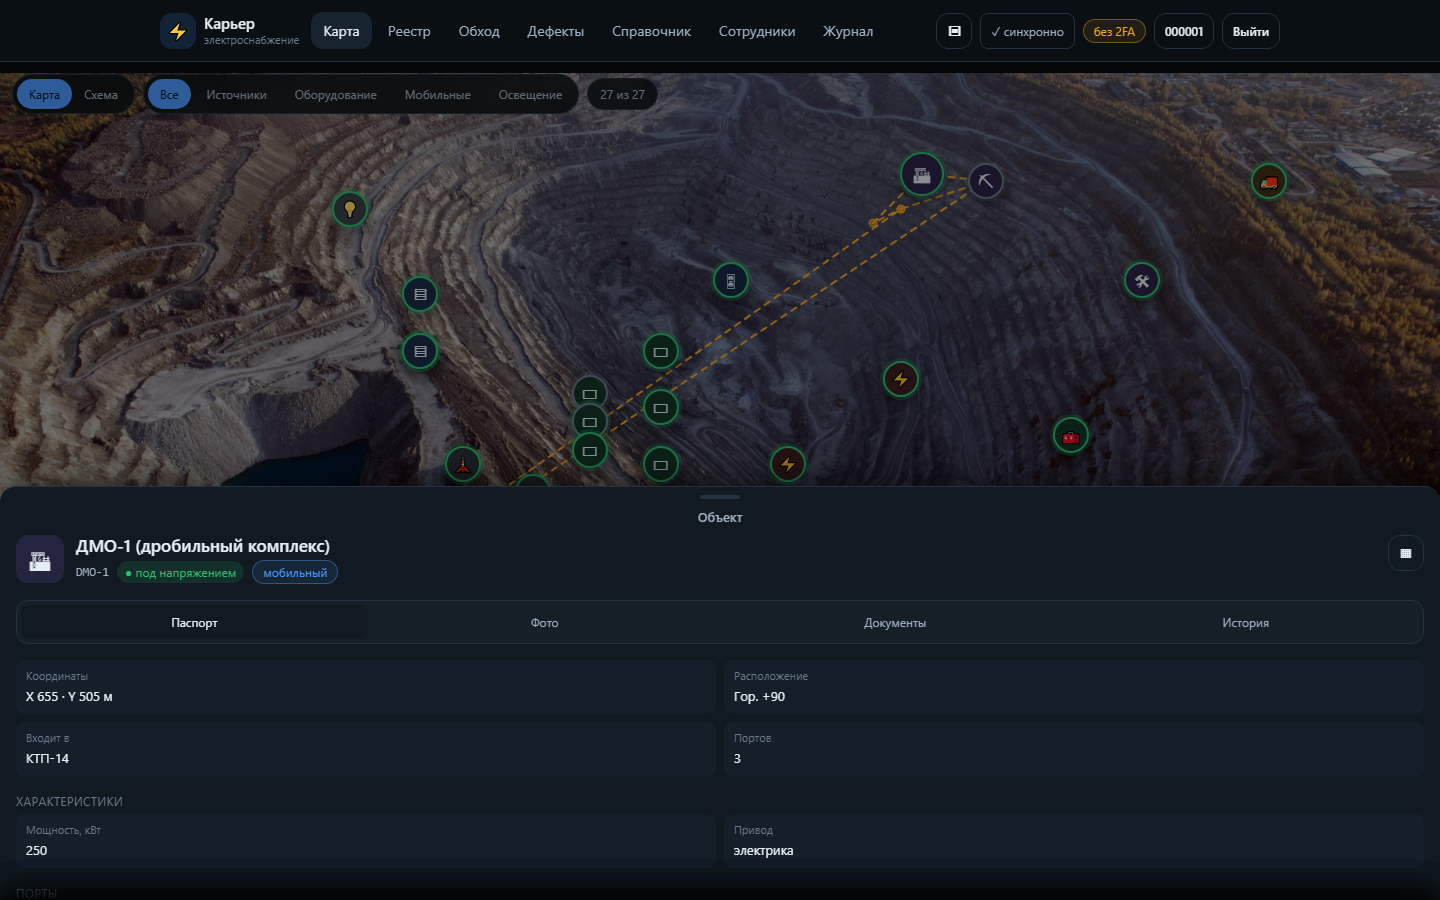 Карьер
электроснабжение
Карта
Реестр
Обход
Дефекты
Справочник
Сотрудники
Журнал
✓ синхронно
без 2FA
000001
Выйти
Карта
Схема
Все
Источники
Оборудование
Мобильные
Освещение
27 из 27
Объект
ДМО-1 (дробильный комплекс)
DMO-1
● под напряжением
мобильный
Паспорт
Фото
Документы
История
Координаты
X 655 · Y 505 м
Расположение
Гор. +90
Входит в
КТП-14
Портов
3
ХАРАКТЕРИСТИКИ
Мощность, кВт
250
Привод
электрика
ПОРТЫ